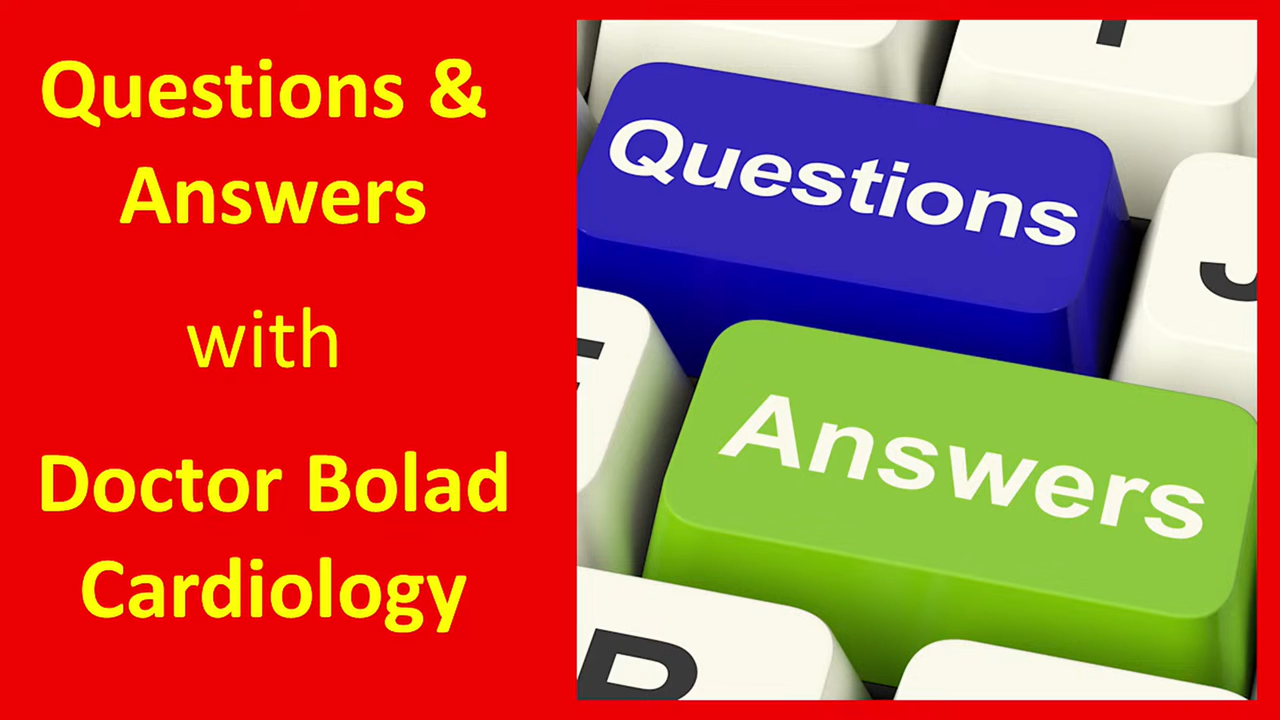 Questions &
Answers
with
Doctor Bolad
Cardiology
Questions
Answers
J
R